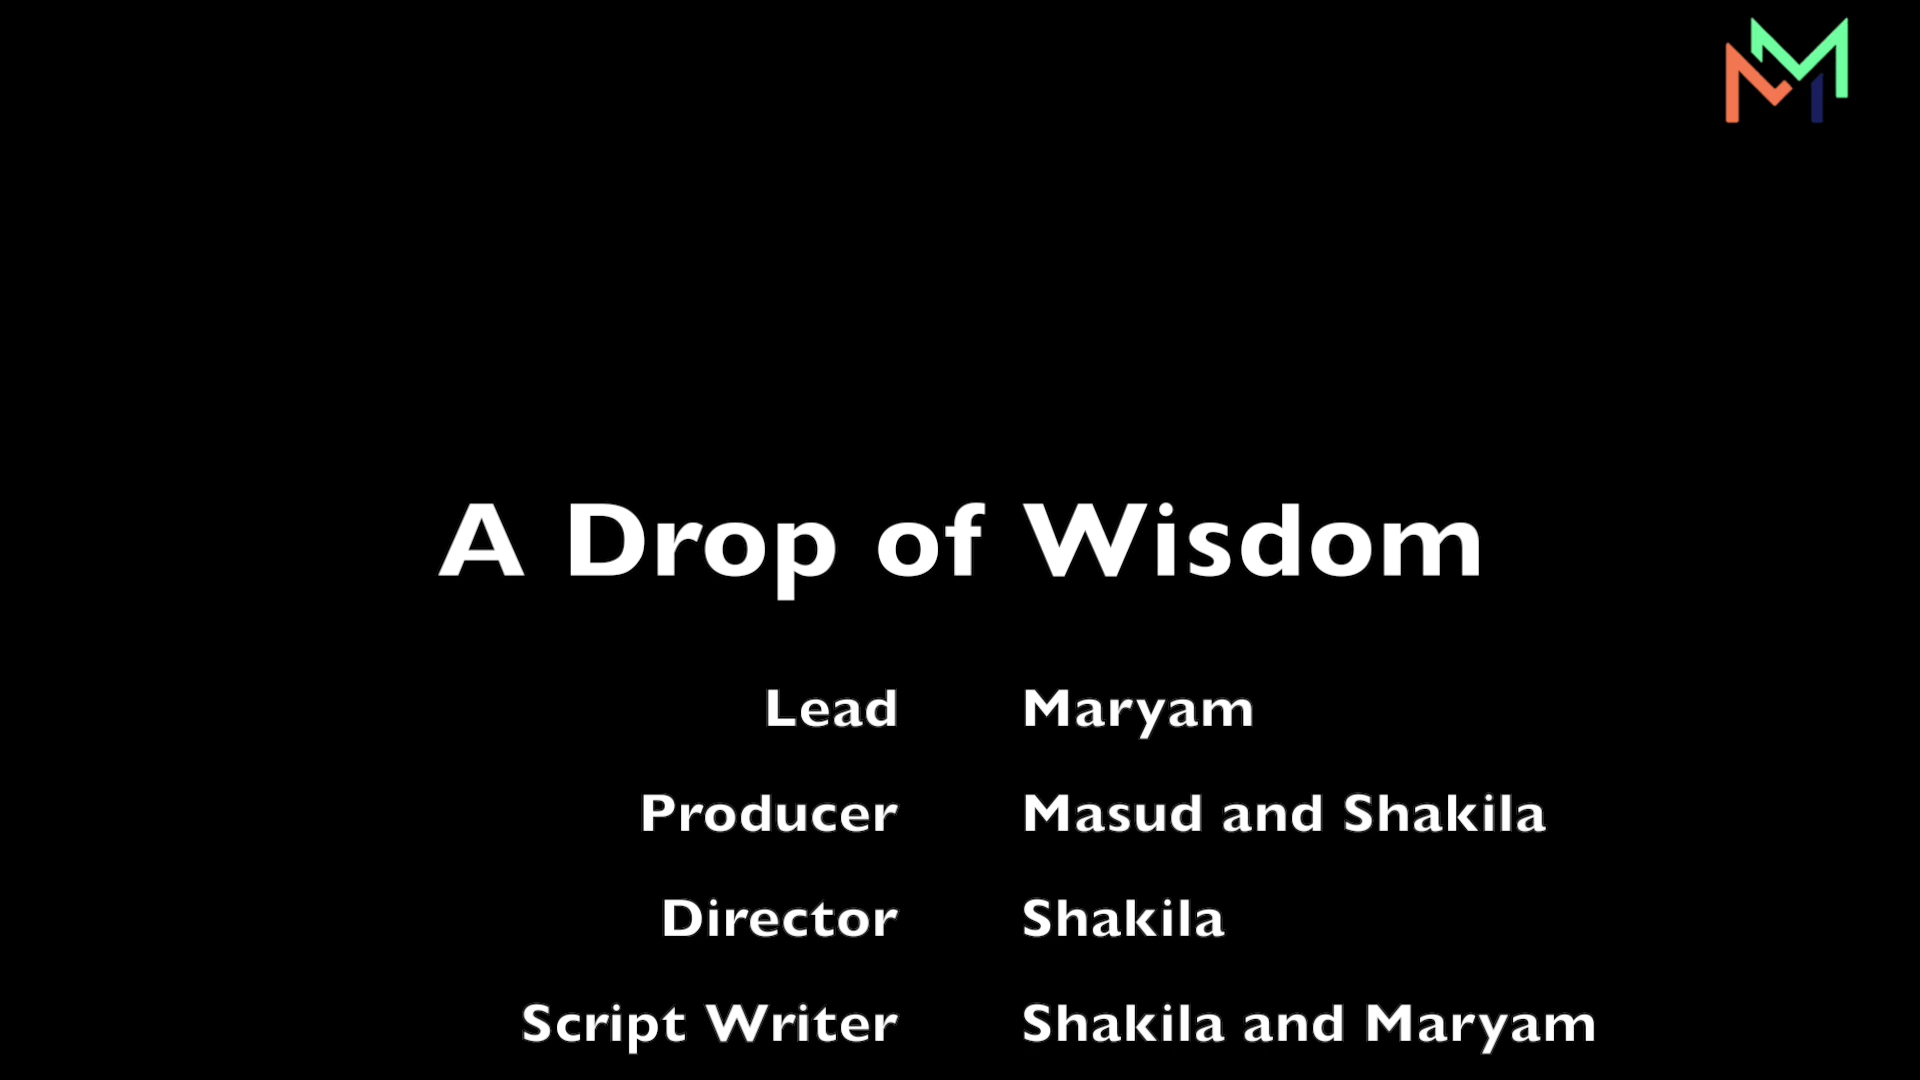 A Drop of Wisdom
Lead Maryam
Producer Masud and Shakila
Director Shakila
Script Writer Shakila and Maryam